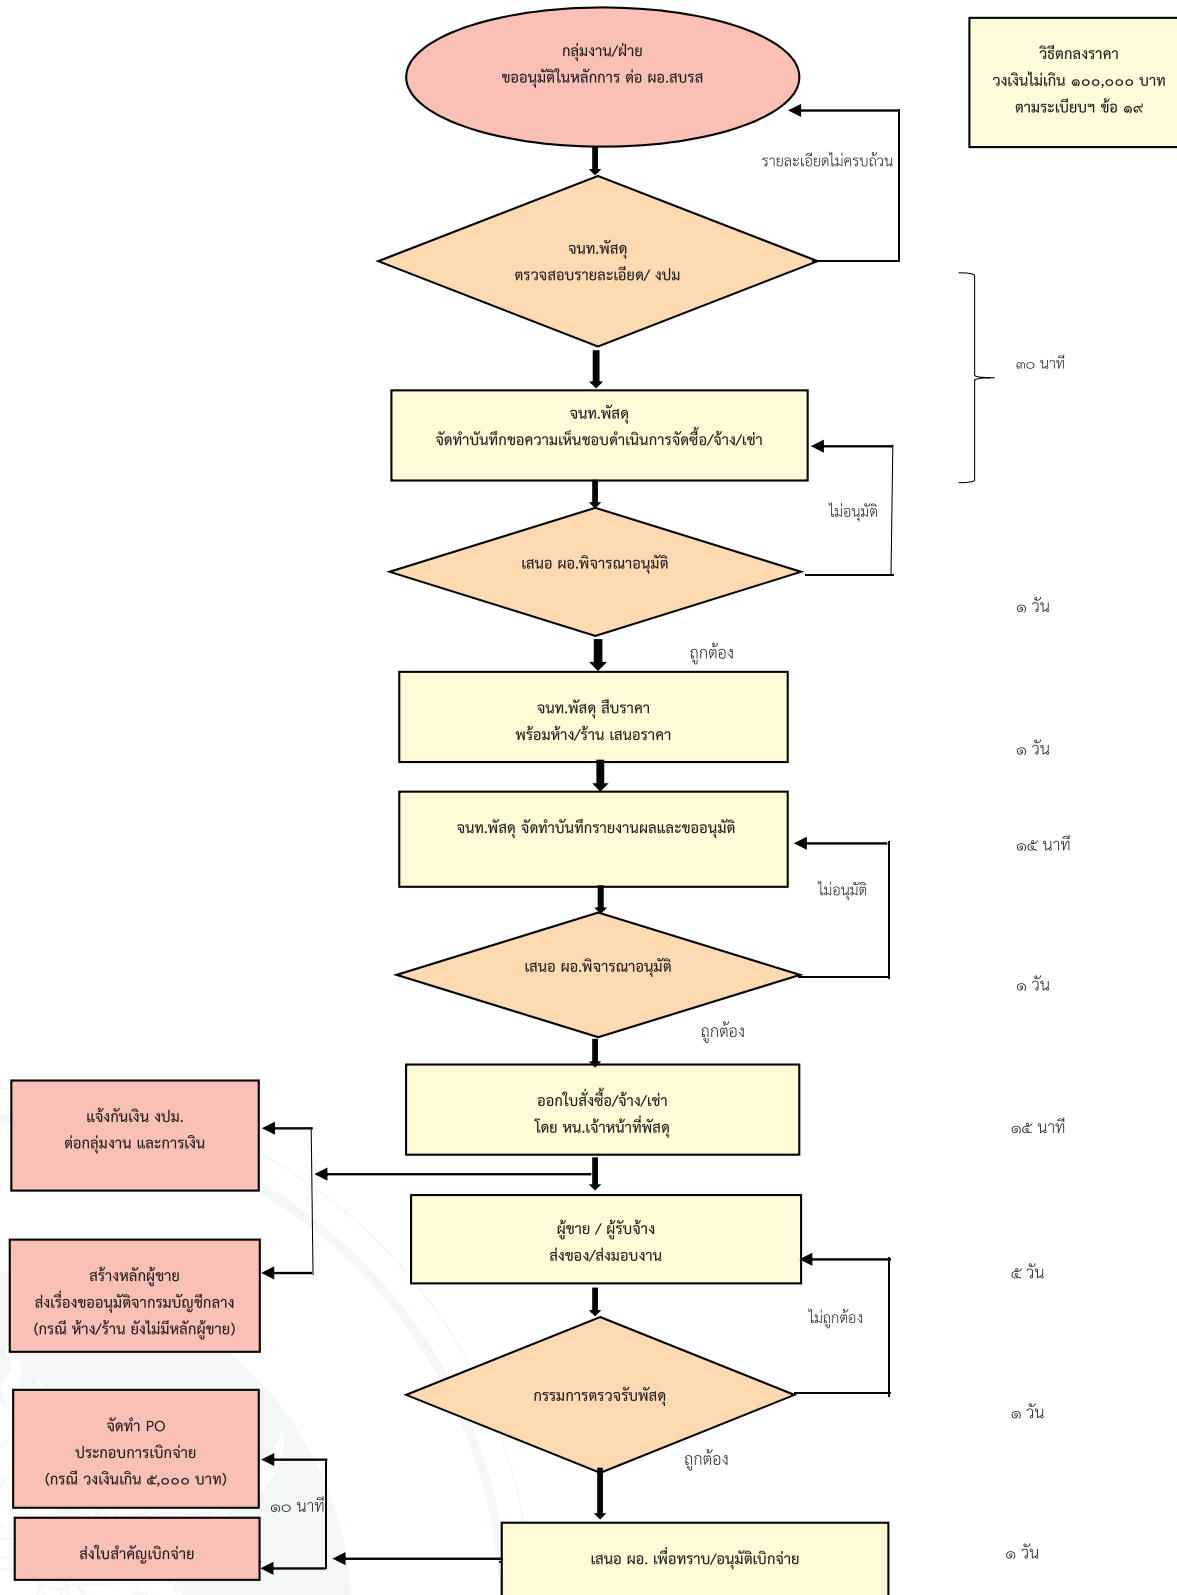 กลุ่มงาน/ฝ่าย
ขออนุมัติในหลักการ ต่อ ผอ.สบรส
วิธีตกลงราคา
วงเงินไม่เกิน ๑๐๐,๐๐๐ บาท
ตามระเบียบฯ ข้อ ๑๙
รายละเอียดไม่ครบถ้วน
จนท.พัสดุ
ตรวจสอบรายละเอียด/ งปม
๓๐ นาที
จนท.พัสดุ
จัดทำบันทึกขอความเห็นชอบดำเนินการจัดซื้อ/จ้าง/เช่า
ไม่อนุมัติ
เสนอ ผอ.พิจารณาอนุมัติ
๑ วัน
ถูกต้อง
จนท.พัสดุ สืบราคา
พร้อมห้าง/ร้าน เสนอราคา
๑ วัน
จนท.พัสดุ จัดทำบันทึกรายงานผลและขออนุมัติ
๑๕ นาที
ไม่อนุมัติ
เสนอ ผอ.พิจารณาอนุมัติ
๑ วัน
ถูกต้อง
ออกใบสั่งซื้อ/จ้าง/เช่า
โดย หน.เจ้าหน้าที่พัสดุ
๑๕ นาที
แจ้งกันเงิน งปม.
ต่อกลุ่มงาน และการเงิน
ผู้ขาย / ผู้รับจ้าง
ส่งของ/ส่งมอบงาน
๕ วัน
สร้างหลักผู้ขาย
ส่งเรื่องขออนุมัติจากรมบัญชีกลาง
(กรณี ห้าง/ร้าน ยังไม่มีหลักผู้ขาย)
ไม่ถูกต้อง
กรรมการตรวจรับพัสดุ
๑ วัน
ถูกต้อง
จัดทำ PO
ประกอบการเบิกจ่าย
(กรณี วงเงินเกิน ๕,๐๐๐ บาท)
๑๐ นาที
ส่งใบสำคัญเบิกจ่าย
เสนอ ผอ. เพื่อทราบ/อนุมัติเบิกจ่าย
๑ วัน